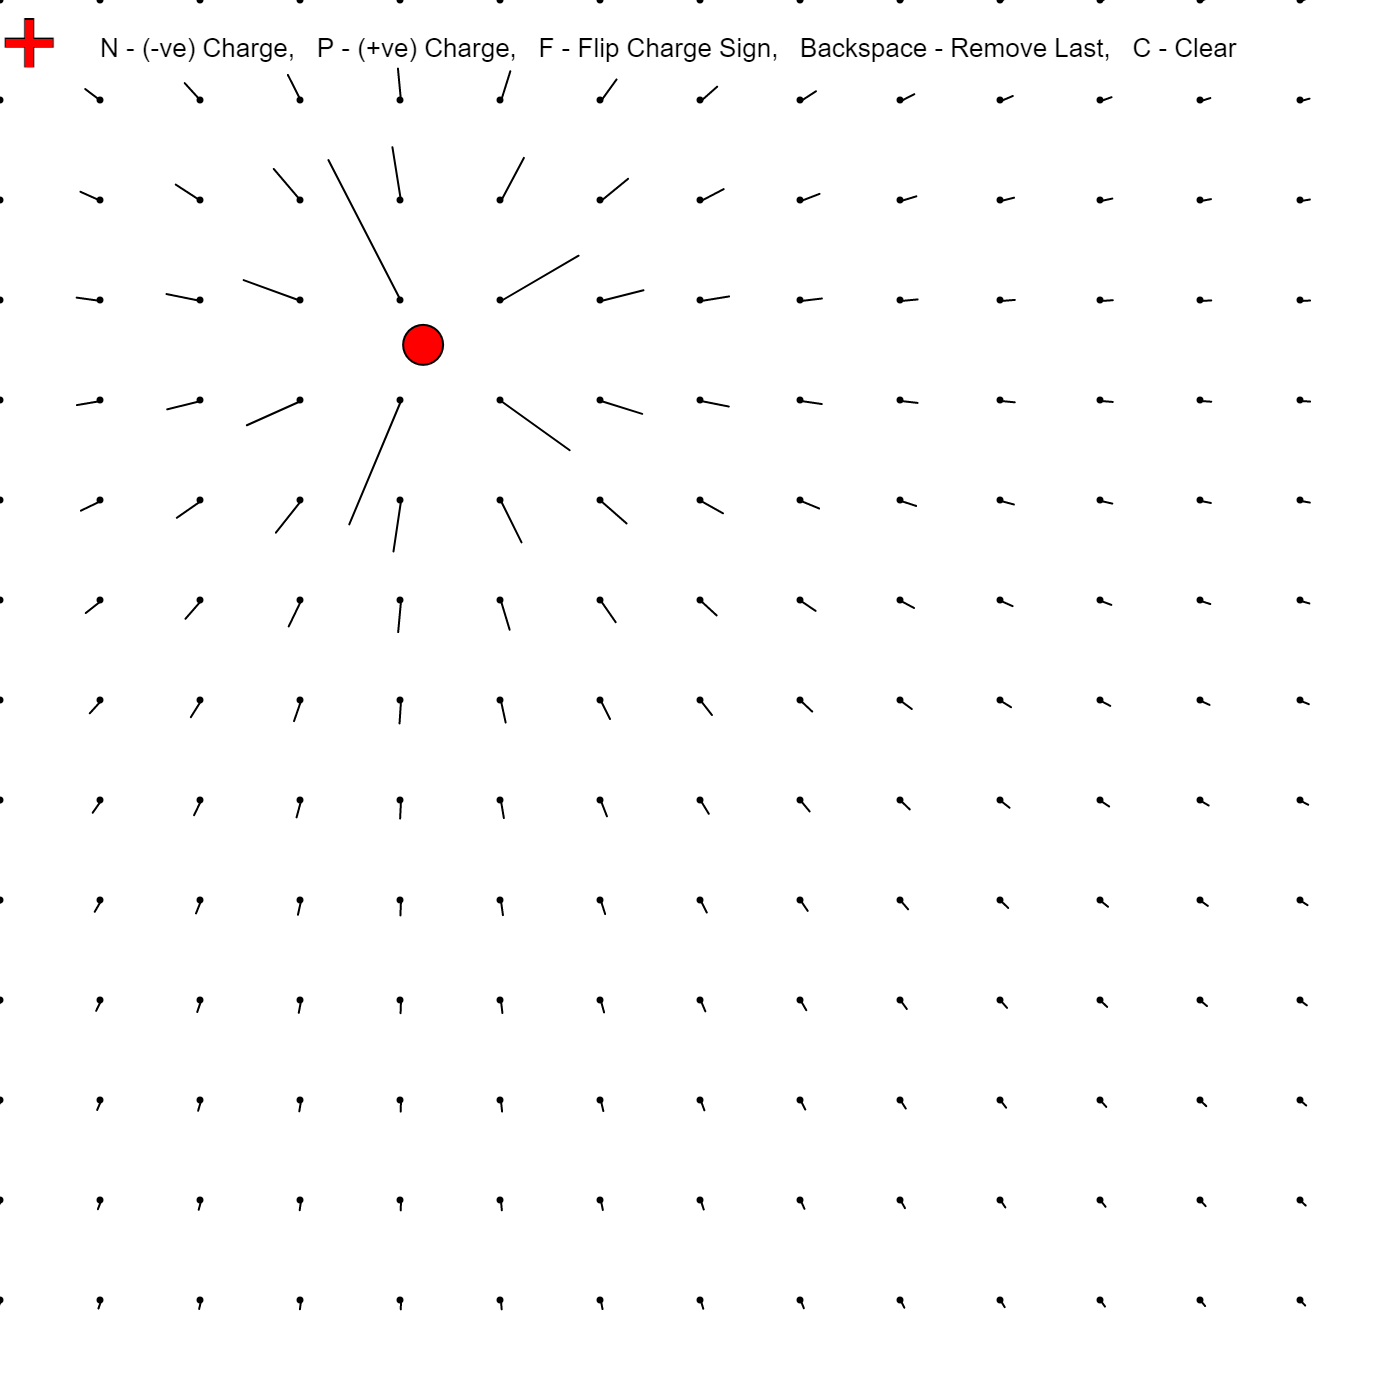 N - (-ve) Charge,   P - (+ve) Charge,   F - Flip Charge Sign,   Backspace - Remove Last,   C - Clear